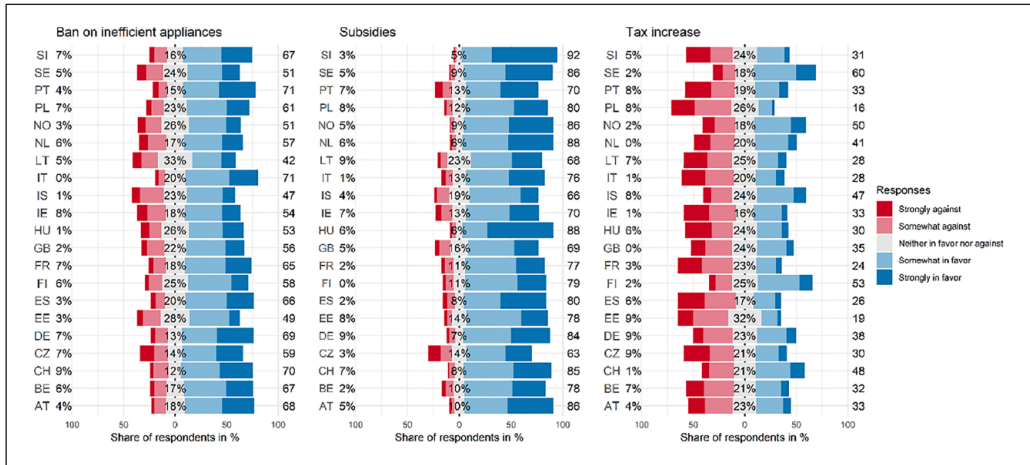 Ban on inefficient appliances Subsidies Tax increase
SI 7% 16% 67 SI 3% 5% 92 SI 5% 24% 31
SE 5% 24% 51 SE 5% 9% 86 SE 2% 18% 60
PT 4% 15% 71 PT 7% 13% 70 PT 8% 19% 33
PL 7% 23% 61 PL 8% 12% 80 PL 8% 26% 16
NO 3% 26% 51 NO 5% 9% 86 NO 2% 18% 50
NL 6% 17% 57 NL 6% 6% 88 NL 0% 20% 41
LT 5% 33% 42 LT 9% 23% 68 LT 7% 25% 28
IT 0% 20% 71 IT 1% 13% 76 IT 1% 20% 28
IS 1% 23% 47 IS 4% 19% 66 IS 8% 24% 47
IE 8% 18% 54 IE 7% 13% 70 IE 1% 16% 33
HU 1% 26% 53 HU 6% 6% 88 HU 6% 24% 30
GB 2% 22% 56 GB 5% 16% 69 GB 0% 24% 35
FR 7% 18% 65 FR 2% 11% 77 FR 3% 23% 24
FI 6% 25% 58 FI 0% 11% 79 FI 2% 25% 53
ES 3% 20% 66 ES 2% 8% 80 ES 6% 17% 26
EE 3% 28% 49 EE 8% 14% 78 EE 9% 32% 19
DE 7% 13% 69 DE 9% 7% 84 DE 9% 23% 38
CZ 7% 14% 59 CZ 3% 14% 63 CZ 9% 21% 30
CH 9% 12% 70 CH 7% 8% 85 CH 1% 21% 48
BE 6% 17% 67 BE 2% 10% 83 BE 7% 21% 32
AT 4% 18% 68 AT 5% 0% 86 AT 4% 23% 33
100 50 0 50 100 100 50 0 50 100 100 50 0 50 100
Share of respondents in % Share of respondents in % Share of respondents in %
Responses
Strongly against
Somewhat against
Neither in favor nor against
Somewhat in favor
Strongly in favor